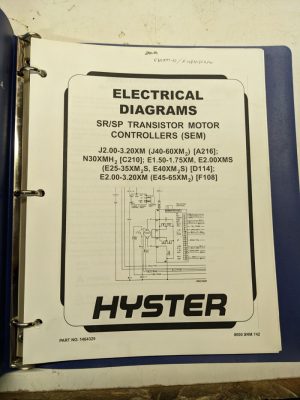 ELECTRICAL
DIAGRAMS
SR/SP TRANSISTOR MOTOR
CONTROLLERS (SEM)
J2.00-3.20XM (J40-60XM₂) [A216];
N30XMH₂ [C210]; E1.50-1.75XM, E2.00XMS
(E25-35XM₂S, E40XM₂S) [D114];
E2.00-3.20XM (E45-65XM₂) [F108]
HYSTER
PART NO. 1464329
8000 SRM 742